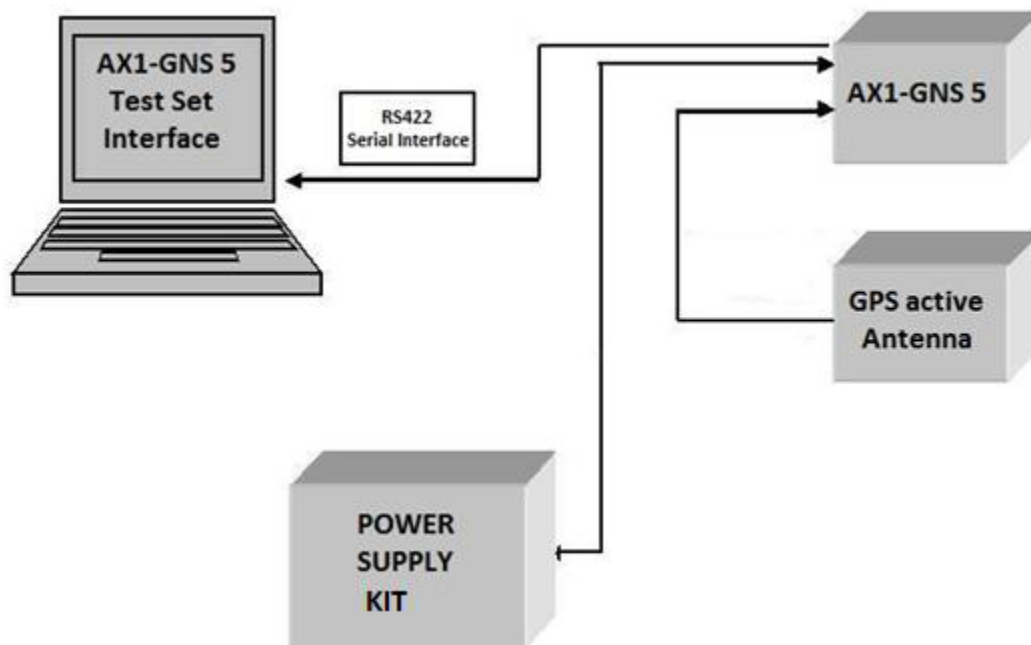 AX1-GNS 5
Test Set
Interface
RS422
Serial Interface
AX1-GNS 5
GPS active
Antenna
POWER
SUPPLY
KIT